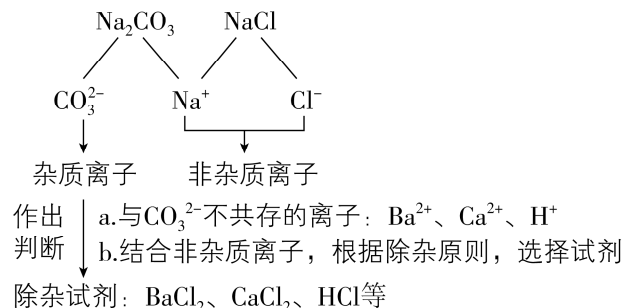 Na₂CO₃ NaCl
CO₃²⁻ Na⁺ Cl⁻
杂质离子 非杂质离子
作出 a.与CO₃²⁻不共存的离子：Ba²⁺、Ca²⁺、H⁺
判断 b.结合非杂质离子，根据除杂原则，选择试剂
除杂试剂：BaCl₂、CaCl₂、HCl等